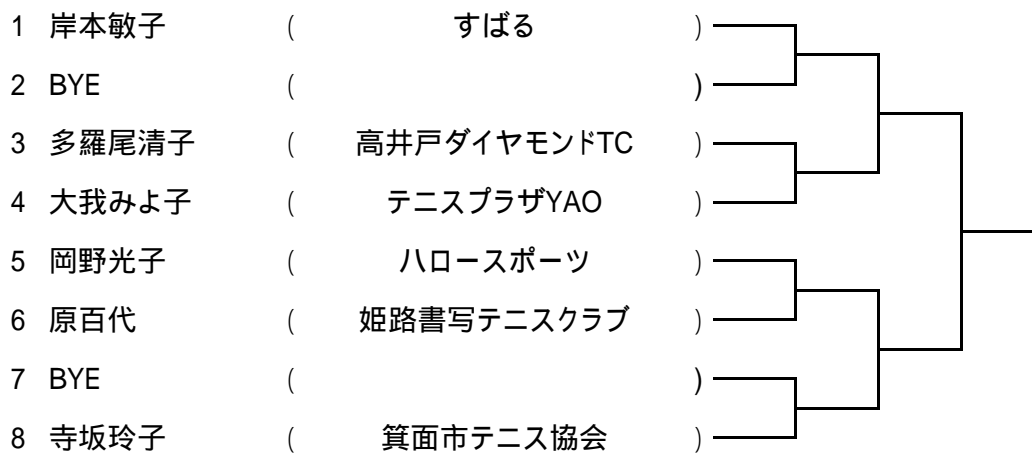 1 岸本敏子 ( すばる )
2 BYE ( )
3 多羅尾清子 ( 高井戸ダイヤモンドTC )
4 大我みよ子 ( テニスプラザYAO )
5 岡野光子 ( ハロースポーツ )
6 原百代 ( 姫路書写テニスクラブ )
7 BYE ( )
8 寺坂玲子 ( 箕面市テニス協会 )